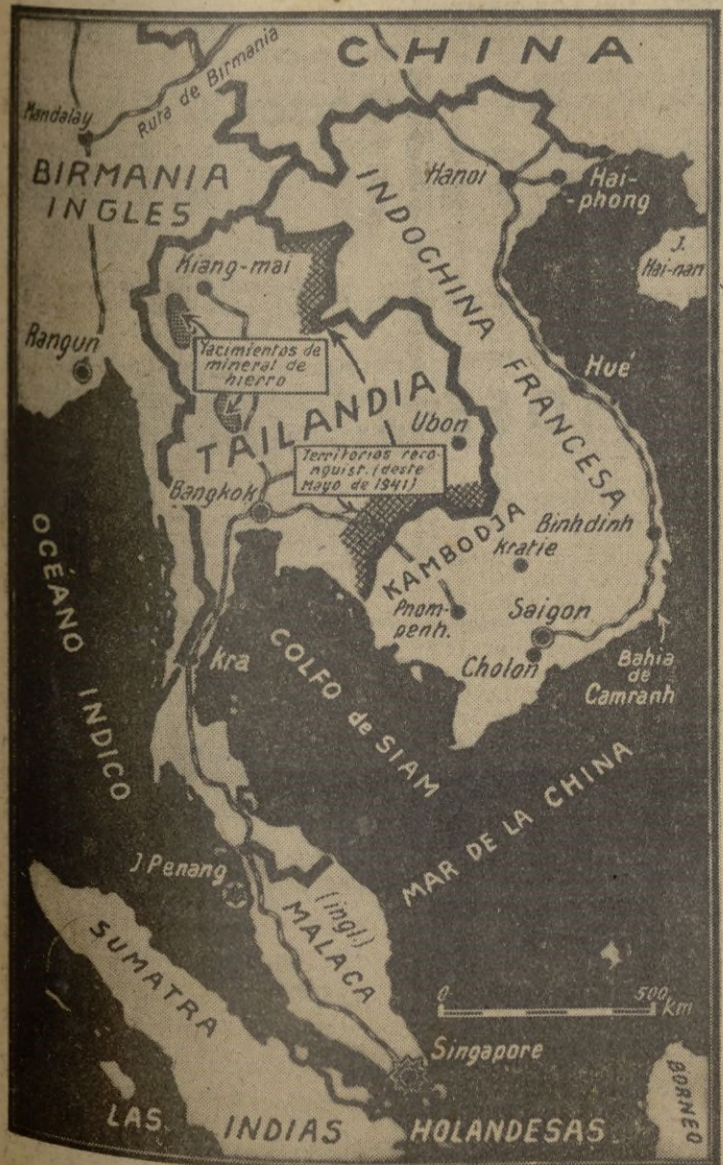 CHINA
Ruta de Birmania
Mandalay
BIRMANIA
INGLES
Hanoi
Hai-
-phong
INDOCHINA FRANCESA
J.
Hai-nan
Kiang-mai
Rangun
Yacimientos de
mineral de
hierro
Hué
TAILANDIA
Ubon
Territorios reco-
nguist. (deste
Mayo de 1941)
Bangkok
KAMBODJA
Binhdinh
Kratie
OCÉANO INDICO
Pnom-
penh.
Saigon
Cholon
Bahia
de
Camranh
Kra
COLFO de SIAM
MAR DE LA CHINA
J Penang
(ingl.)
MALACA
SUMATRA
0 500
Km
Singapore
BORNEO
LAS INDIAS HOLANDESAS